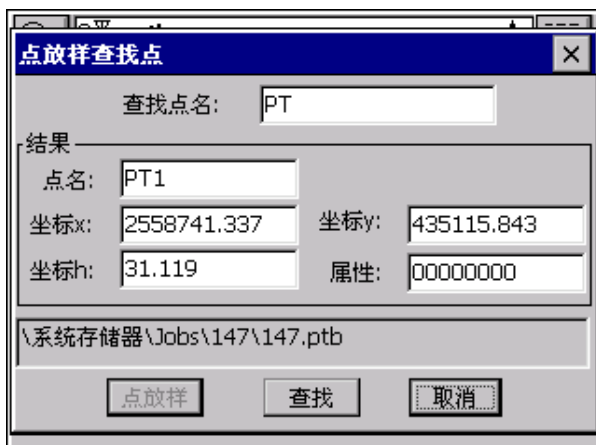 点放样查找点
查找点名: PT
结果
点名: PT1
坐标x: 2558741.337 坐标y: 435115.843
坐标h: 31.119 属性: 00000000
\系统存储器\Jobs\147\147.ptb
点放样 查找 取消